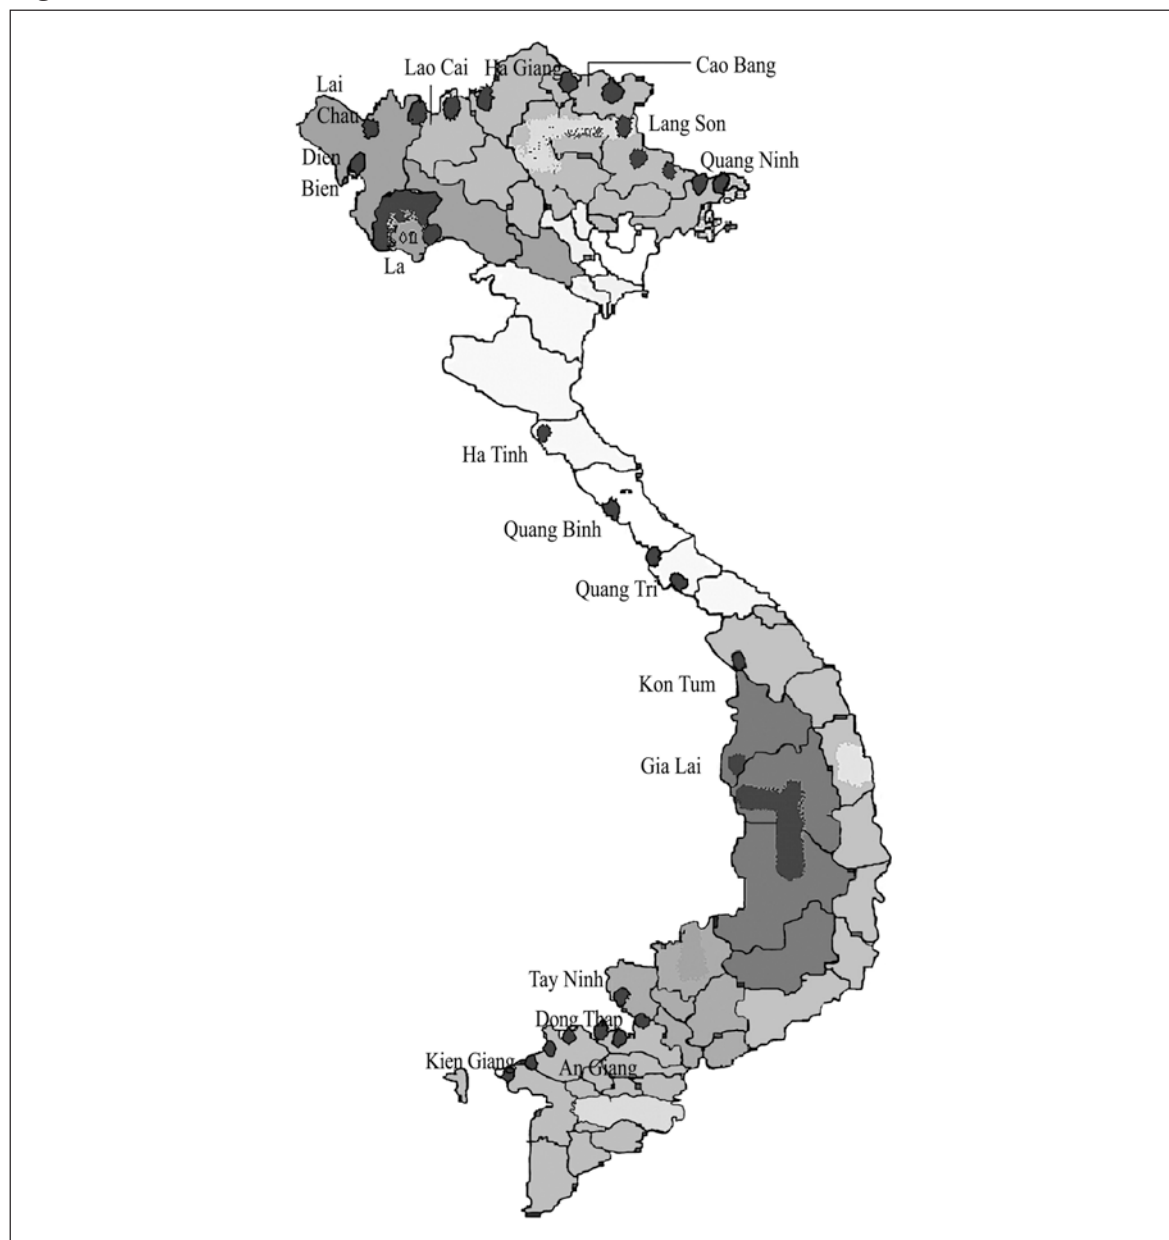 Lao Cai
Ha Giang
Cao Bang
Lai
Chau
Lang Son
Dien
Bien
Quang Ninh
on
La
Ha Tinh
Quang Binh
Quang Tri
Kon Tum
Gia Lai
Tay Ninh
Dong Thap
Kien Giang
An Giang